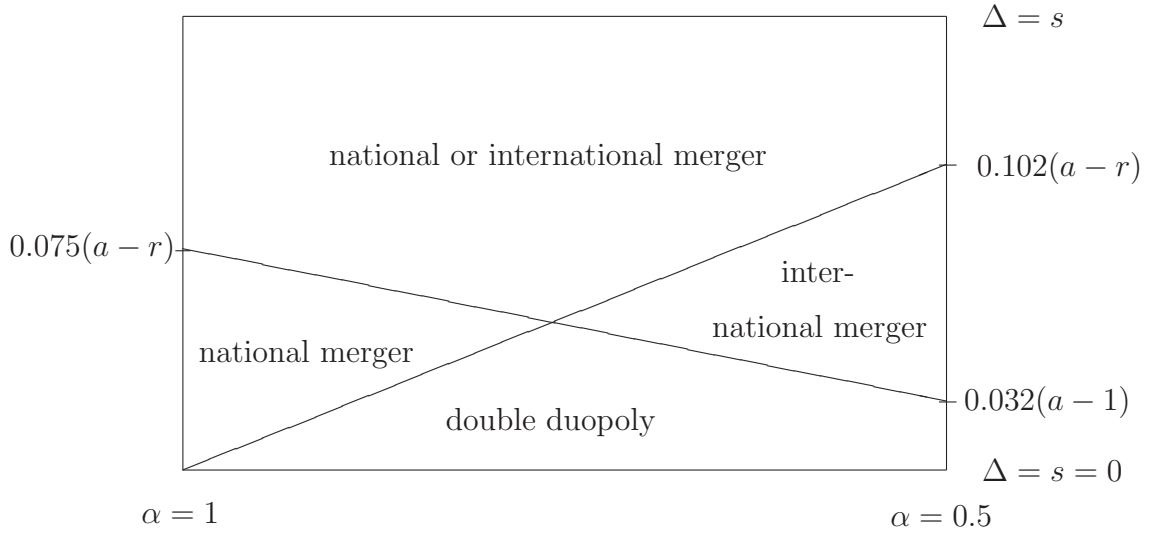 Δ = s
national or international merger
0.102(a − r)
0.075(a − r)
inter-
national merger
national merger
0.032(a − 1)
double duopoly
Δ = s = 0
α = 1
α = 0.5